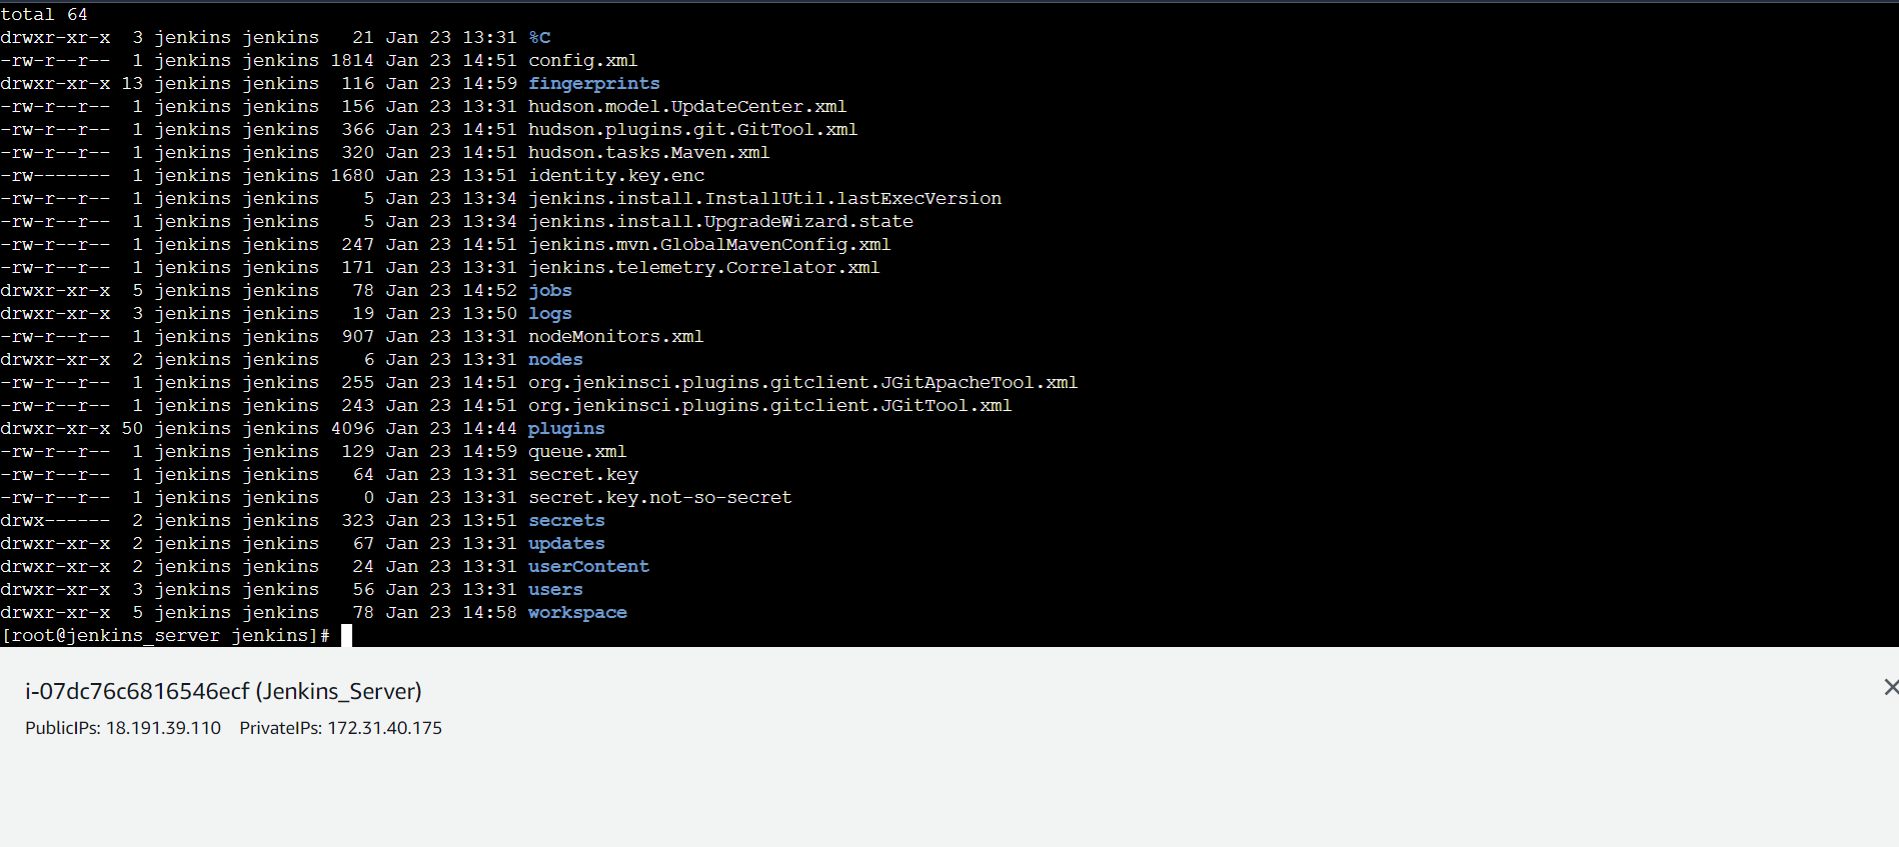 total 64
drwxr-xr-x  3 jenkins jenkins   21 Jan 23 13:31 %C
-rw-r--r--  1 jenkins jenkins 1814 Jan 23 14:51 config.xml
drwxr-xr-x 13 jenkins jenkins  116 Jan 23 14:59 fingerprints
-rw-r--r--  1 jenkins jenkins  156 Jan 23 13:31 hudson.model.UpdateCenter.xml
-rw-r--r--  1 jenkins jenkins  366 Jan 23 14:51 hudson.plugins.git.GitTool.xml
-rw-r--r--  1 jenkins jenkins  320 Jan 23 14:51 hudson.tasks.Maven.xml
-rw-------  1 jenkins jenkins 1680 Jan 23 13:51 identity.key.enc
-rw-r--r--  1 jenkins jenkins    5 Jan 23 13:34 jenkins.install.InstallUtil.lastExecVersion
-rw-r--r--  1 jenkins jenkins    5 Jan 23 13:34 jenkins.install.UpgradeWizard.state
-rw-r--r--  1 jenkins jenkins  247 Jan 23 14:51 jenkins.mvn.GlobalMavenConfig.xml
-rw-r--r--  1 jenkins jenkins  171 Jan 23 13:31 jenkins.telemetry.Correlator.xml
drwxr-xr-x  5 jenkins jenkins   78 Jan 23 14:52 jobs
drwxr-xr-x  3 jenkins jenkins   19 Jan 23 13:50 logs
-rw-r--r--  1 jenkins jenkins  907 Jan 23 13:31 nodeMonitors.xml
drwxr-xr-x  2 jenkins jenkins    6 Jan 23 13:31 nodes
-rw-r--r--  1 jenkins jenkins  255 Jan 23 14:51 org.jenkinsci.plugins.gitclient.JGitApacheTool.xml
-rw-r--r--  1 jenkins jenkins  243 Jan 23 14:51 org.jenkinsci.plugins.gitclient.JGitTool.xml
drwxr-xr-x 50 jenkins jenkins 4096 Jan 23 14:44 plugins
-rw-r--r--  1 jenkins jenkins  129 Jan 23 14:59 queue.xml
-rw-r--r--  1 jenkins jenkins   64 Jan 23 13:31 secret.key
-rw-r--r--  1 jenkins jenkins    0 Jan 23 13:31 secret.key.not-so-secret
drwx------  2 jenkins jenkins  323 Jan 23 13:51 secrets
drwxr-xr-x  2 jenkins jenkins   67 Jan 23 13:31 updates
drwxr-xr-x  2 jenkins jenkins   24 Jan 23 13:31 userContent
drwxr-xr-x  3 jenkins jenkins   56 Jan 23 13:31 users
drwxr-xr-x  5 jenkins jenkins   78 Jan 23 14:58 workspace
[root@jenkins_server jenkins]#
i-07dc76c6816546ecf (Jenkins_Server)
PublicIPs: 18.191.39.110 PrivateIPs: 172.31.40.175